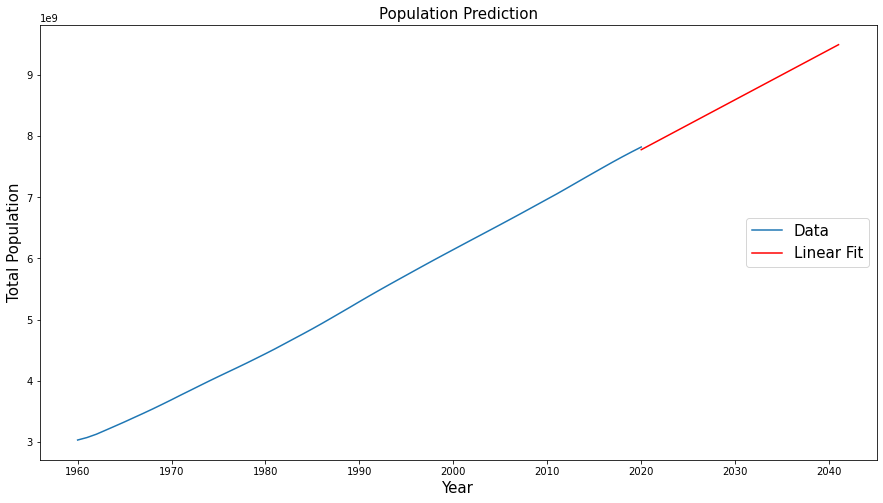 Population Prediction
1e9
9
8
7
6
5
4
3
Total Population
Data
Linear Fit
1960 1970 1980 1990 2000 2010 2020 2030 2040
Year